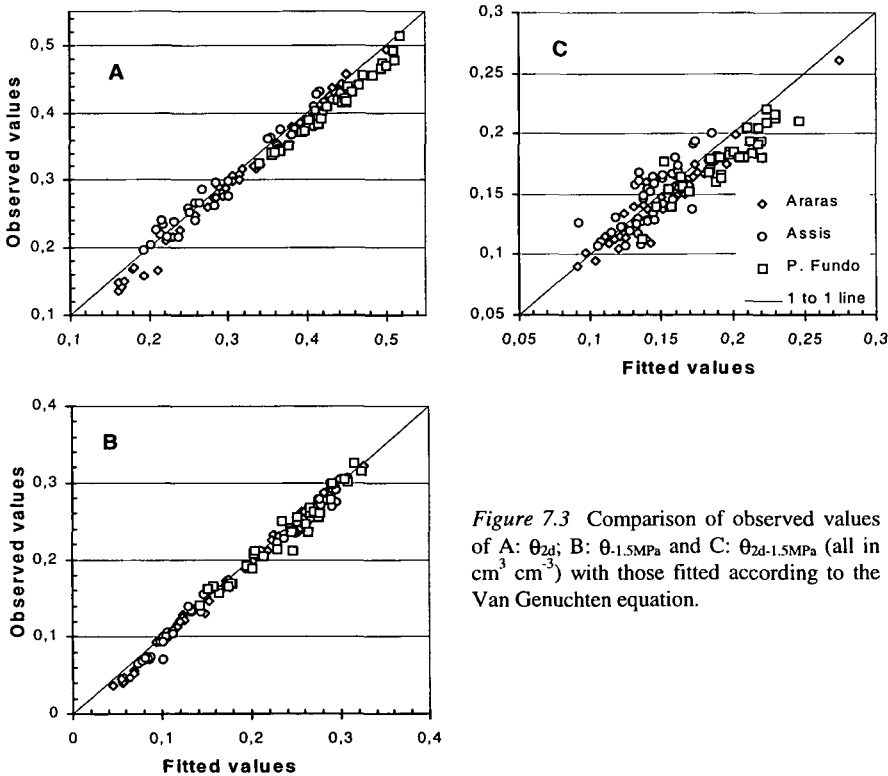 A
Observed values
0,5
0,4
0,3
0,2
0,1
0,1 0,2 0,3 0,4 0,5
C
0,3
0,25
0,2
0,15
0,1
0,05
0,05 0,1 0,15 0,2 0,25 0,3
Fitted values
Araras
Assis
P. Fundo
1 to 1 line
B
Observed values
0,4
0,3
0,2
0,1
0
0 0,1 0,2 0,3 0,4
Fitted values
Figure 7.3 Comparison of observed values
of A: θ2d; B: θ-1.5MPa and C: θ2d-1.5MPa (all in
cm³ cm⁻³) with those fitted according to the
Van Genuchten equation.